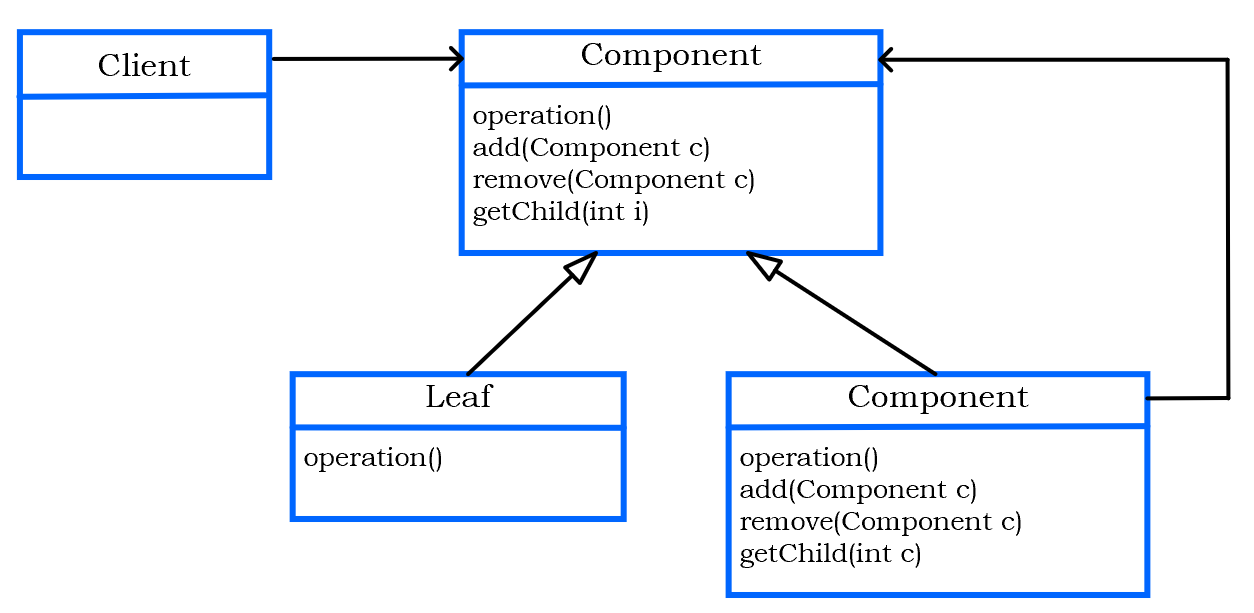 Client
Component
operation()
add(Component c)
remove(Component c)
getChild(int i)
Leaf
operation()
Component
operation()
add(Component c)
remove(Component c)
getChild(int c)